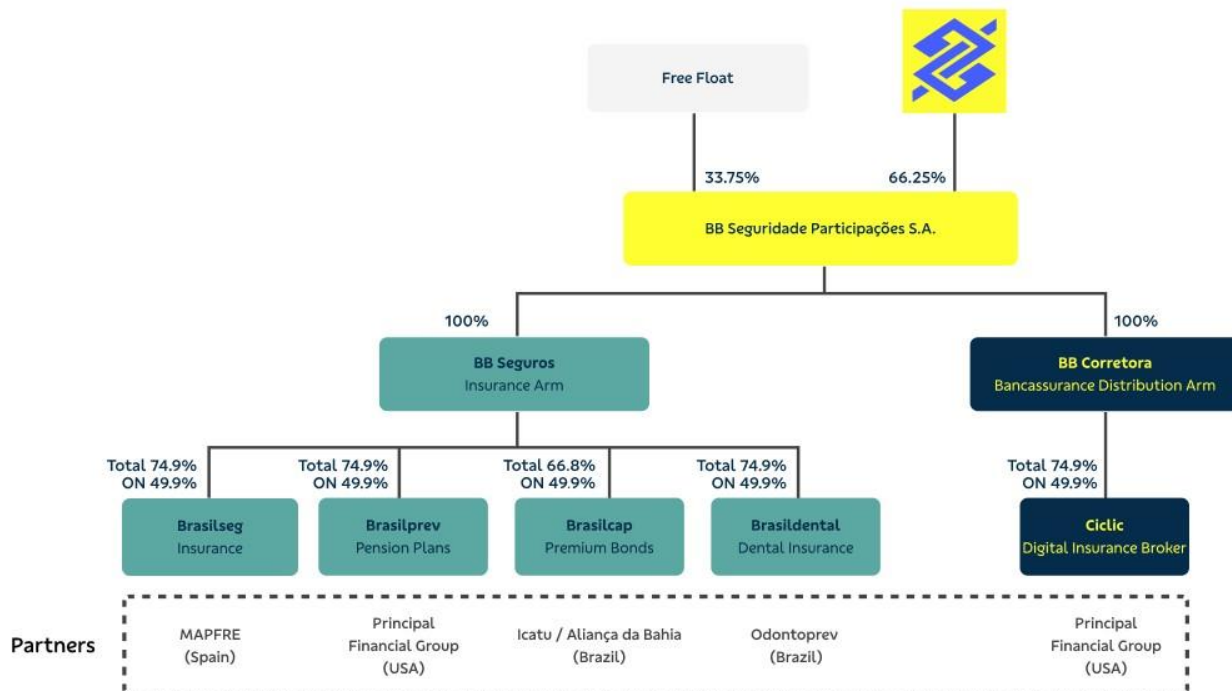 Free Float
33.75%
66.25%
BB Seguridade Participações S.A.
100%
100%
BB Seguros
Insurance Arm
BB Corretora
Bancassurance Distribution Arm
Total 74.9%
ON 49.9%
Total 74.9%
ON 49.9%
Total 66.8%
ON 49.9%
Total 74.9%
ON 49.9%
Total 74.9%
ON 49.9%
Brasilseg
Insurance
Brasilprev
Pension Plans
Brasilcap
Premium Bonds
Brasildental
Dental Insurance
Ciclic
Digital Insurance Broker
Partners
MAPFRE
(Spain)
Principal
Financial Group
(USA)
Icatu / Aliança da Bahia
(Brazil)
Odontoprev
(Brazil)
Principal
Financial Group
(USA)